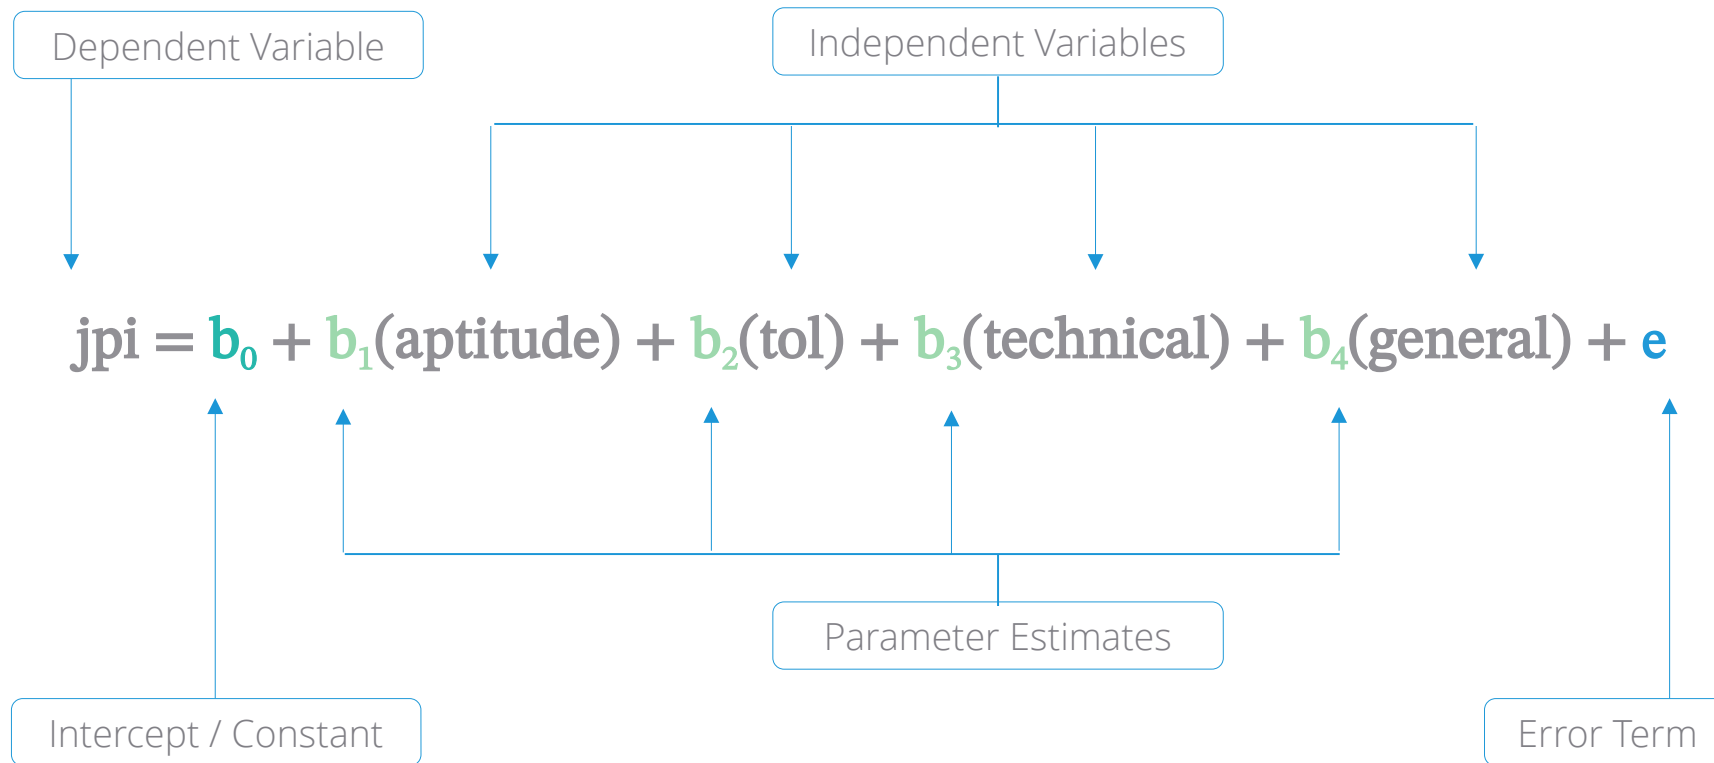 Dependent Variable
Independent Variables
jpi = b₀ + b₁(aptitude) + b₂(tol) + b₃(technical) + b₄(general) + e
Parameter Estimates
Intercept / Constant
Error Term